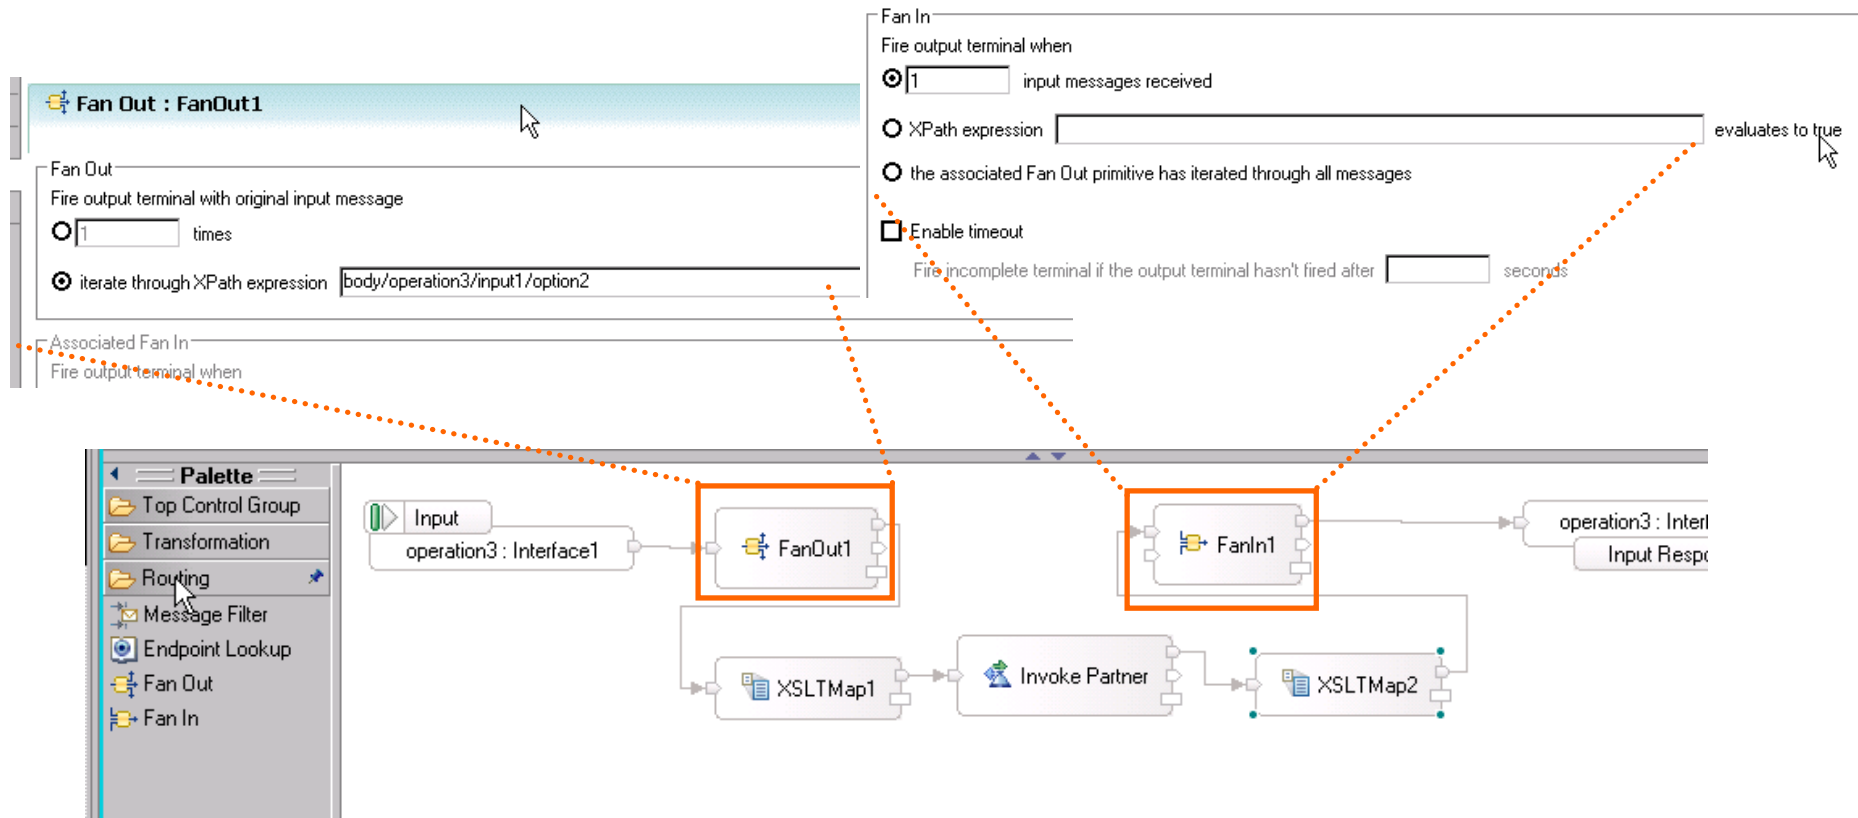 Fan Out : FanOut1
Fan Out
Fire output terminal with original input message
1 times
iterate through XPath expression body/operation3/input1/option2
Associated Fan In
Fire output terminal when
Fan In
Fire output terminal when
1 input messages received
XPath expression evaluates to true
the associated Fan Out primitive has iterated through all messages
Enable timeout
Fire incomplete terminal if the output terminal hasn't fired after seconds
Palette
Top Control Group
Transformation
Routing
Message Filter
Endpoint Lookup
Fan Out
Fan In
Input
operation3 : Interface1
FanOut1
XSLTMap1
Invoke Partner
XSLTMap2
FanIn1
operation3 : Interf
Input Respo